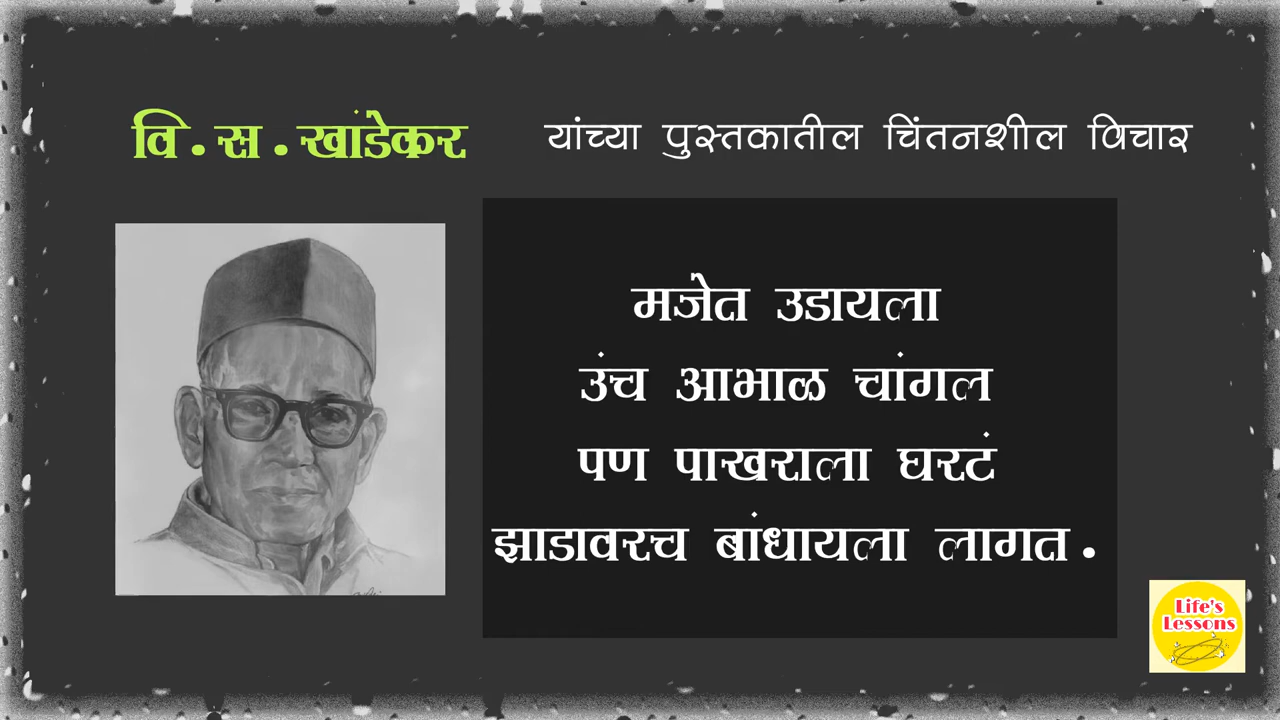 वि.स.खांडेकर यांच्या पुस्तकातील चिंतनशील विचार
मजेत उडायला
उंच आभाळ चांगल
पण पाखराला घरटं
झाडावरच बांधायला लागत.
Life's
Lessons